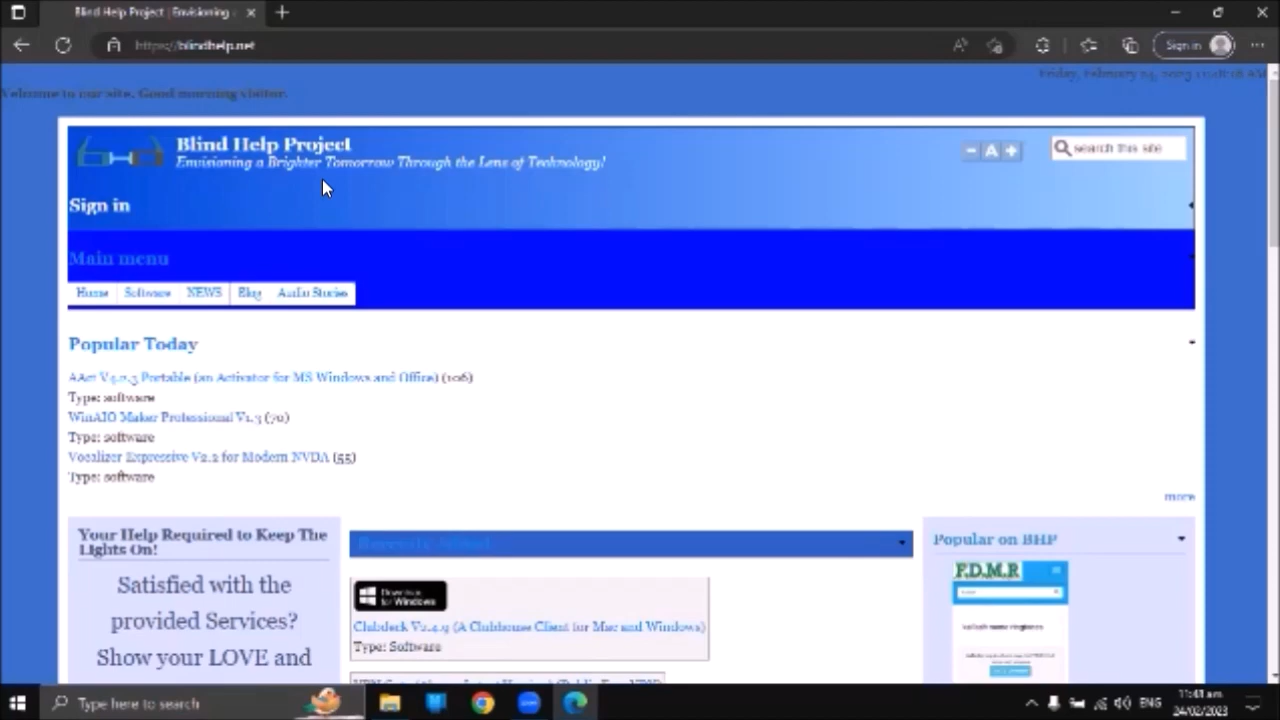 Blind Help Project | Envisioning
https://blindhelp.net
Sign in
Welcome to our site. Good morning visitor.
Blind Help Project
Envisioning a Brighter Tomorrow Through the Lens of Technology!
- A +
search this site
Sign in
Main menu
Home Software NEWS Blog Audio Stories
Popular Today
AAct V4.2.3 Portable (an Activator for MS Windows and Office) (106)
Type: software
WinAIO Maker Professional V1.3 (70)
Type: software
Vocalizer Expressive V2.2 for Modern NVDA (55)
Type: software
more
Your Help Required to Keep The
Lights On!
Satisfied with the
provided Services?
Show your LOVE and
Recently Added
Download
for Windows
Clubdeck V2.4.9 (A Clubhouse Client for Mac and Windows)
Type: Software
Popular on BHP
F.D.M.R
Type here to search
ENG
11:41 am
24/02/2023